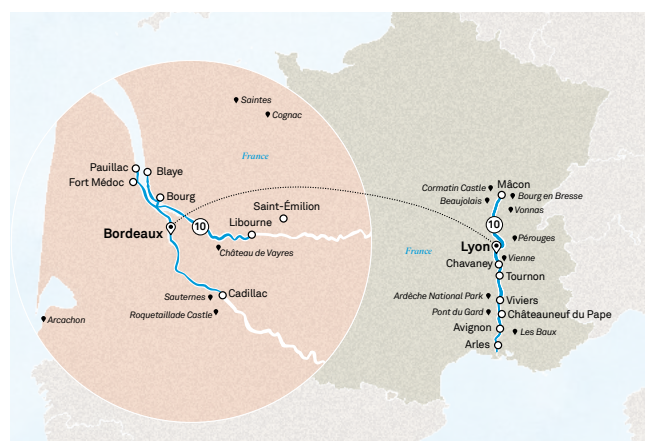 Saintes
Cognac
France
Pauillac
Blaye
Fort Médoc
Bourg
Saint-Émilion
10
Libourne
Bordeaux
Château de Vayres
Sauternes
Cadillac
Roquetaillade Castle
Arcachon
Cormatin Castle
Mâcon
Beaujolais
Bourg en Bresse
Vonnas
10
Pérouges
Lyon
France
Vienne
Chavaney
Tournon
Ardèche National Park
Viviers
Pont du Gard
Châteauneuf du Pape
Avignon
Les Baux
Arles